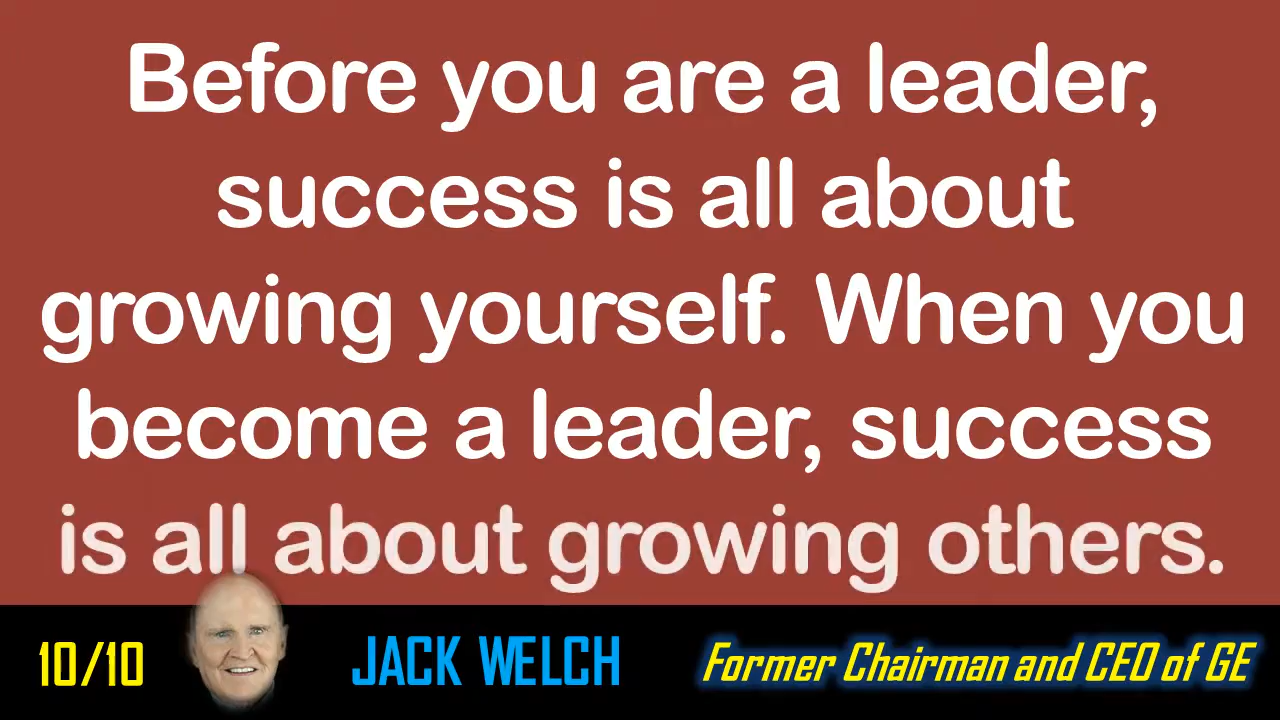 Before you are a leader,
success is all about
growing yourself. When you
become a leader, success
is all about growing others.
10/10 JACK WELCH Former Chairman and CEO of GE